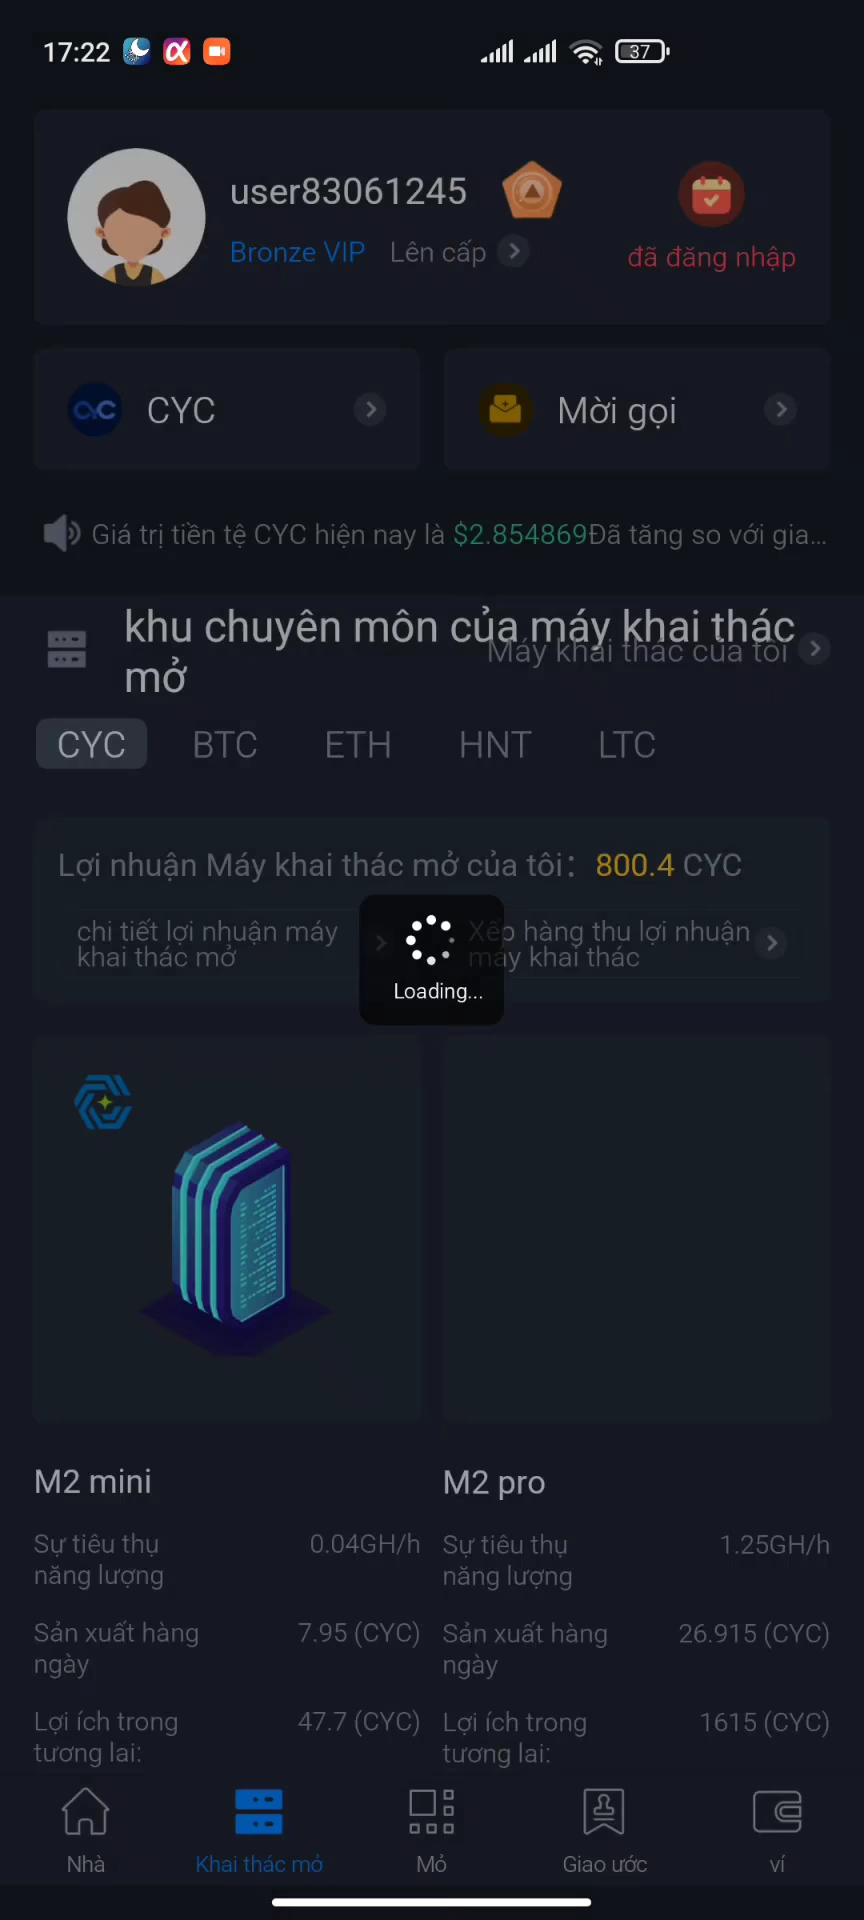 17:22
37
user83061245
Bronze VIP Lên cấp
đã đăng nhập
CYC
Mời gọi
Giá trị tiền tệ CYC hiện nay là $2.854869Đã tăng so với gia...
khu chuyên môn của máy khai thác
mở
Máy khai thác của tôi
CYC BTC ETH HNT LTC
Lợi nhuận Máy khai thác mở của tôi: 800.4 CYC
chi tiết lợi nhuận máy
khai thác mở
Xếp hàng thu lợi nhuận
máy khai thác
Loading...
M2 mini
Sự tiêu thụ
năng lượng
0.04GH/h
Sản xuất hàng
ngày
7.95 (CYC)
Lợi ích trong
tương lai:
47.7 (CYC)
M2 pro
Sự tiêu thụ
năng lượng
1.25GH/h
Sản xuất hàng
ngày
26.915 (CYC)
Lợi ích trong
tương lai:
1615 (CYC)
Nhà
Khai thác mỏ
Mỏ
Giao ước
ví